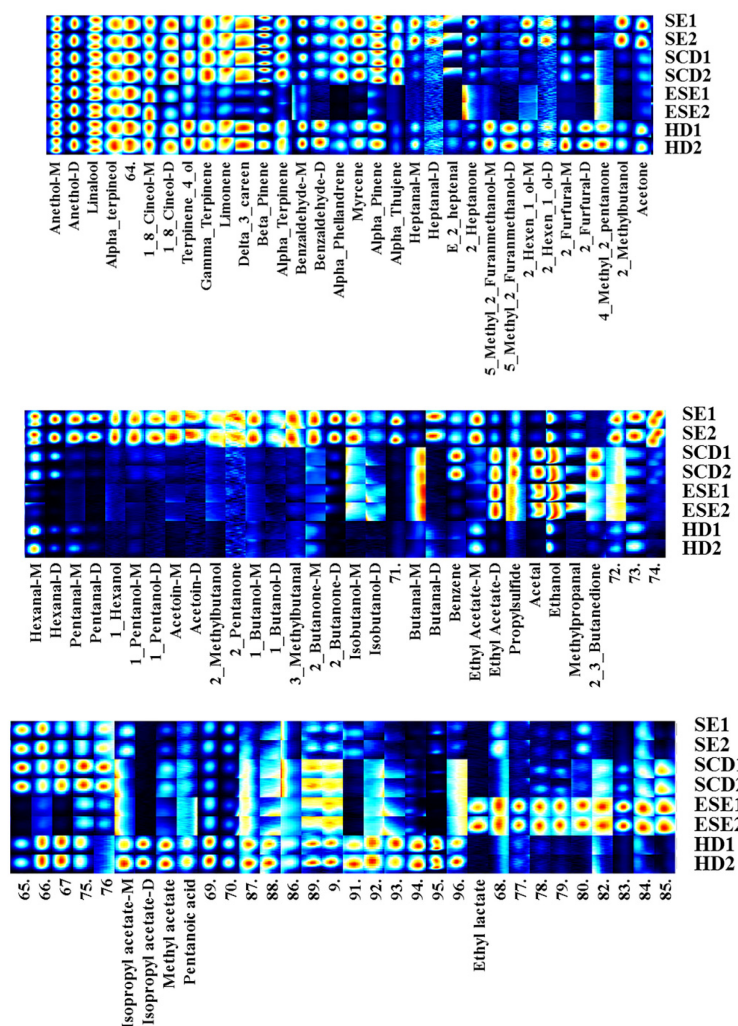 SE1
SE2
SCD1
SCD2
ESE1
ESE2
HD1
HD2
Anethol-M
Anethol-D
Linalool
Alpha_terpineol
64.
1_8_Cineol-M
1_8_Cineol-D
Terpinene_4_ol
Gamma_Terpinene
Limonene
Delta_3_careen
Beta_Pinene
Alpha_Terpinene
Benzaldehyde-M
Benzaldehyde-D
Alpha_Phellandrene
Myrcene
Alpha_Pinene
Alpha_Thujene
Heptanal-M
Heptanal-D
E_2_heptenal
2_Heptanone
5_Methyl_2_Furanmethanol-M
5_Methyl_2_Furanmethanol-D
2_Hexen_1_ol-M
2_Hexen_1_ol-D
2_Furfural-M
2_Furfural-D
4_Methyl_2_pentanone
2_Methylbutanol
Acetone
SE1
SE2
SCD1
SCD2
ESE1
ESE2
HD1
HD2
Hexanal-M
Hexanal-D
Pentanal-M
Pentanal-D
1_Hexanol
1_Pentanol-M
1_Pentanol-D
Acetoin-M
Acetoin-D
2_Methylbutanol
2_Pentanone
1_Butanol-M
1_Butanol-D
3_Methylbutanal
2_Butanone-M
2_Butanone-D
Isobutanol-M
Isobutanol-D
71.
Butanal-M
Butanal-D
Benzene
Ethyl Acetate-M
Ethyl Acetate-D
Propylsulfide
Acetal
Ethanol
Methylpropanal
2_3_Butanedione
72.
73.
74.
SE1
SE2
SCD1
SCD2
ESE1
ESE2
HD1
HD2
65.
66.
67
75.
76
Isopropyl acetate-M
Isopropyl acetate-D
Methyl acetate
Pentanoic acid
69.
70.
87.
88.
86.
89.
9.
91.
92.
93.
94.
95.
96.
Ethyl lactate
68.
77.
78.
79.
80.
82.
83.
84.
85.